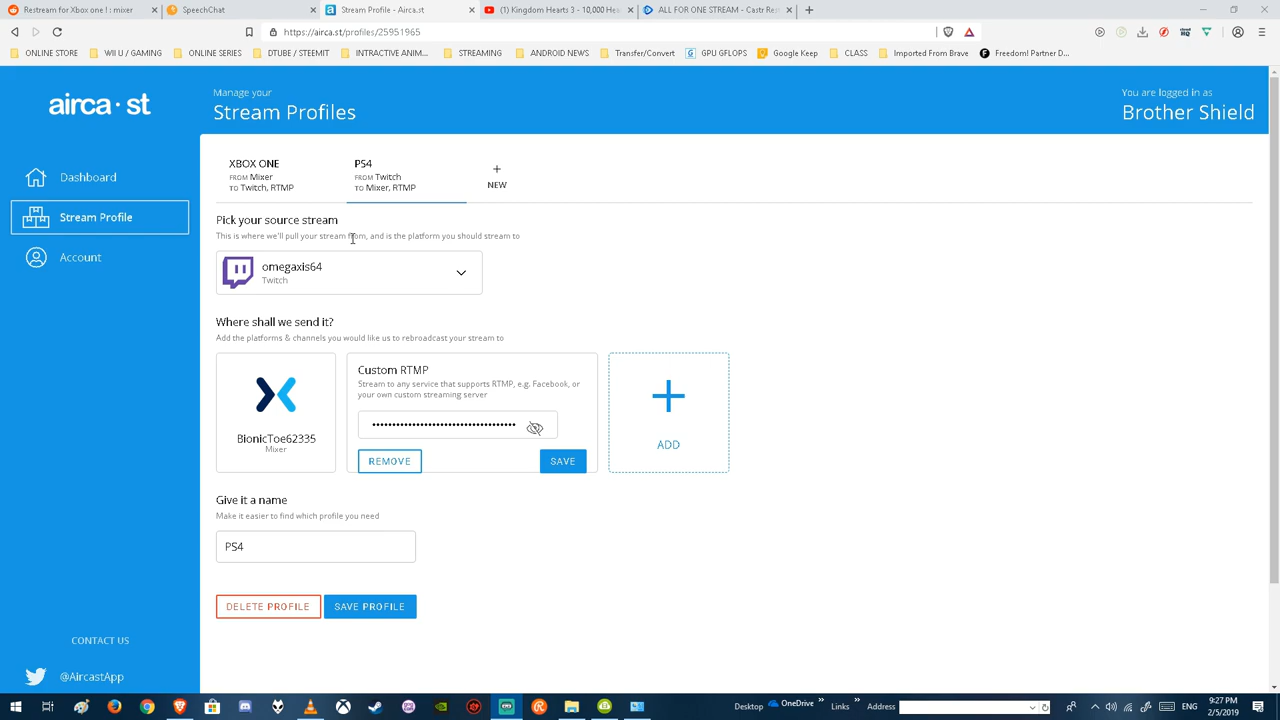 Restream for Xbox one ! : mixer
SpeechChat
Stream Profile - Airca.st
(1) Kingdom Hearts 3 - 10,000 Hea
ALL FOR ONE STREAM - Castr Res
https://airca.st/profiles/25951965
ONLINE STORE
WII U / GAMING
ONLINE SERIES
DTUBE / STEEMIT
INTRACTIVE ANIM...
STREAMING
ANDROID NEWS
Transfer/Convert
GPU GFLOPS
Google Keep
CLASS
Imported From Brave
Freedom! Partner D...
airca·st
Manage your
Stream Profiles
You are logged in as
Brother Shield
Dashboard
Stream Profile
Account
XBOX ONE
FROM Mixer
TO Twitch, RTMP
PS4
FROM Twitch
TO Mixer, RTMP
+
NEW
Pick your source stream
This is where we'll pull your stream from, and is the platform you should stream to
omegaxis64
Twitch
Where shall we send it?
Add the platforms & channels you would like us to rebroadcast your stream to
BionicToe62335
Mixer
Custom RTMP
Stream to any service that supports RTMP, e.g. Facebook, or
your own custom streaming server
REMOVE
SAVE
ADD
Give it a name
Make it easier to find which profile you need
PS4
DELETE PROFILE
SAVE PROFILE
CONTACT US
@AircastApp
Desktop
OneDrive
Links
Address
ENG
9:27 PM
2/5/2019